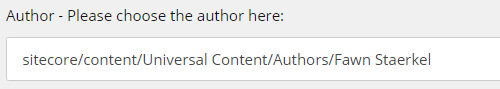 Author - Please choose the author here:
sitecore/content/Universal Content/Authors/Fawn Staerkel